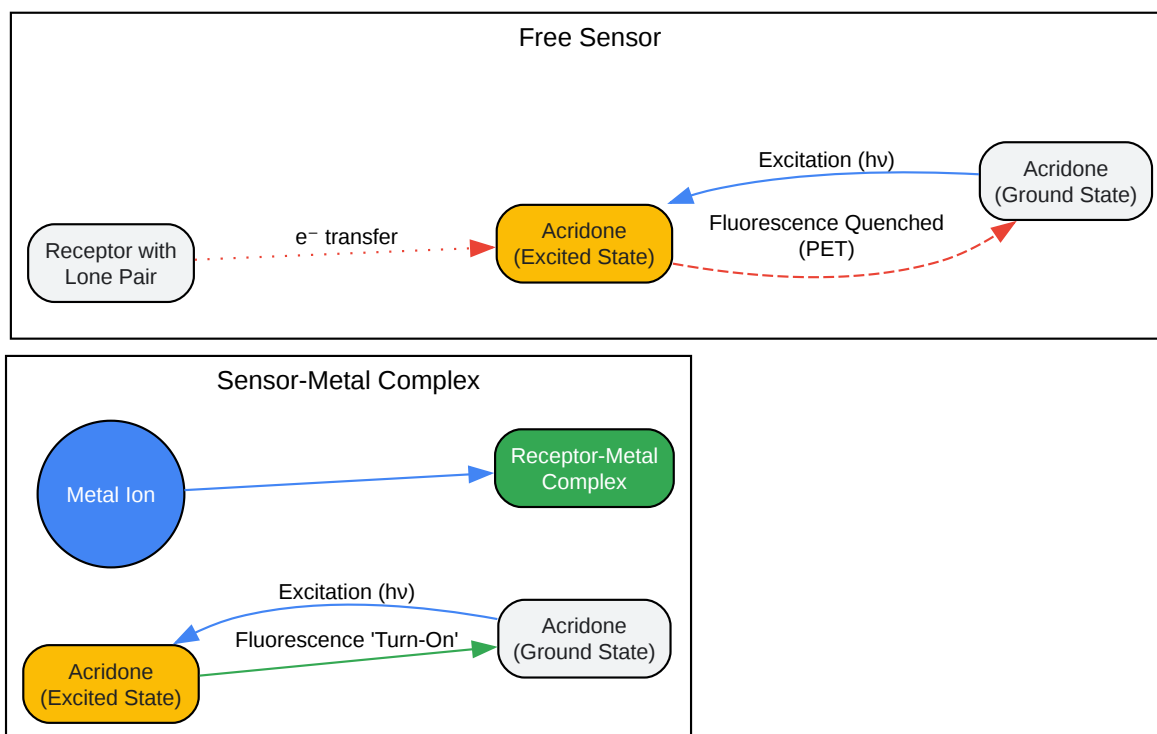 Free Sensor
Excitation (hν)
Acridone
(Ground State)
Fluorescence Quenched
(PET)
Acridone
(Excited State)
e⁻ transfer
Receptor with
Lone Pair
Sensor-Metal Complex
Metal Ion
Receptor-Metal
Complex
Excitation (hν)
Fluorescence 'Turn-On'
Acridone
(Ground State)
Acridone
(Excited State)